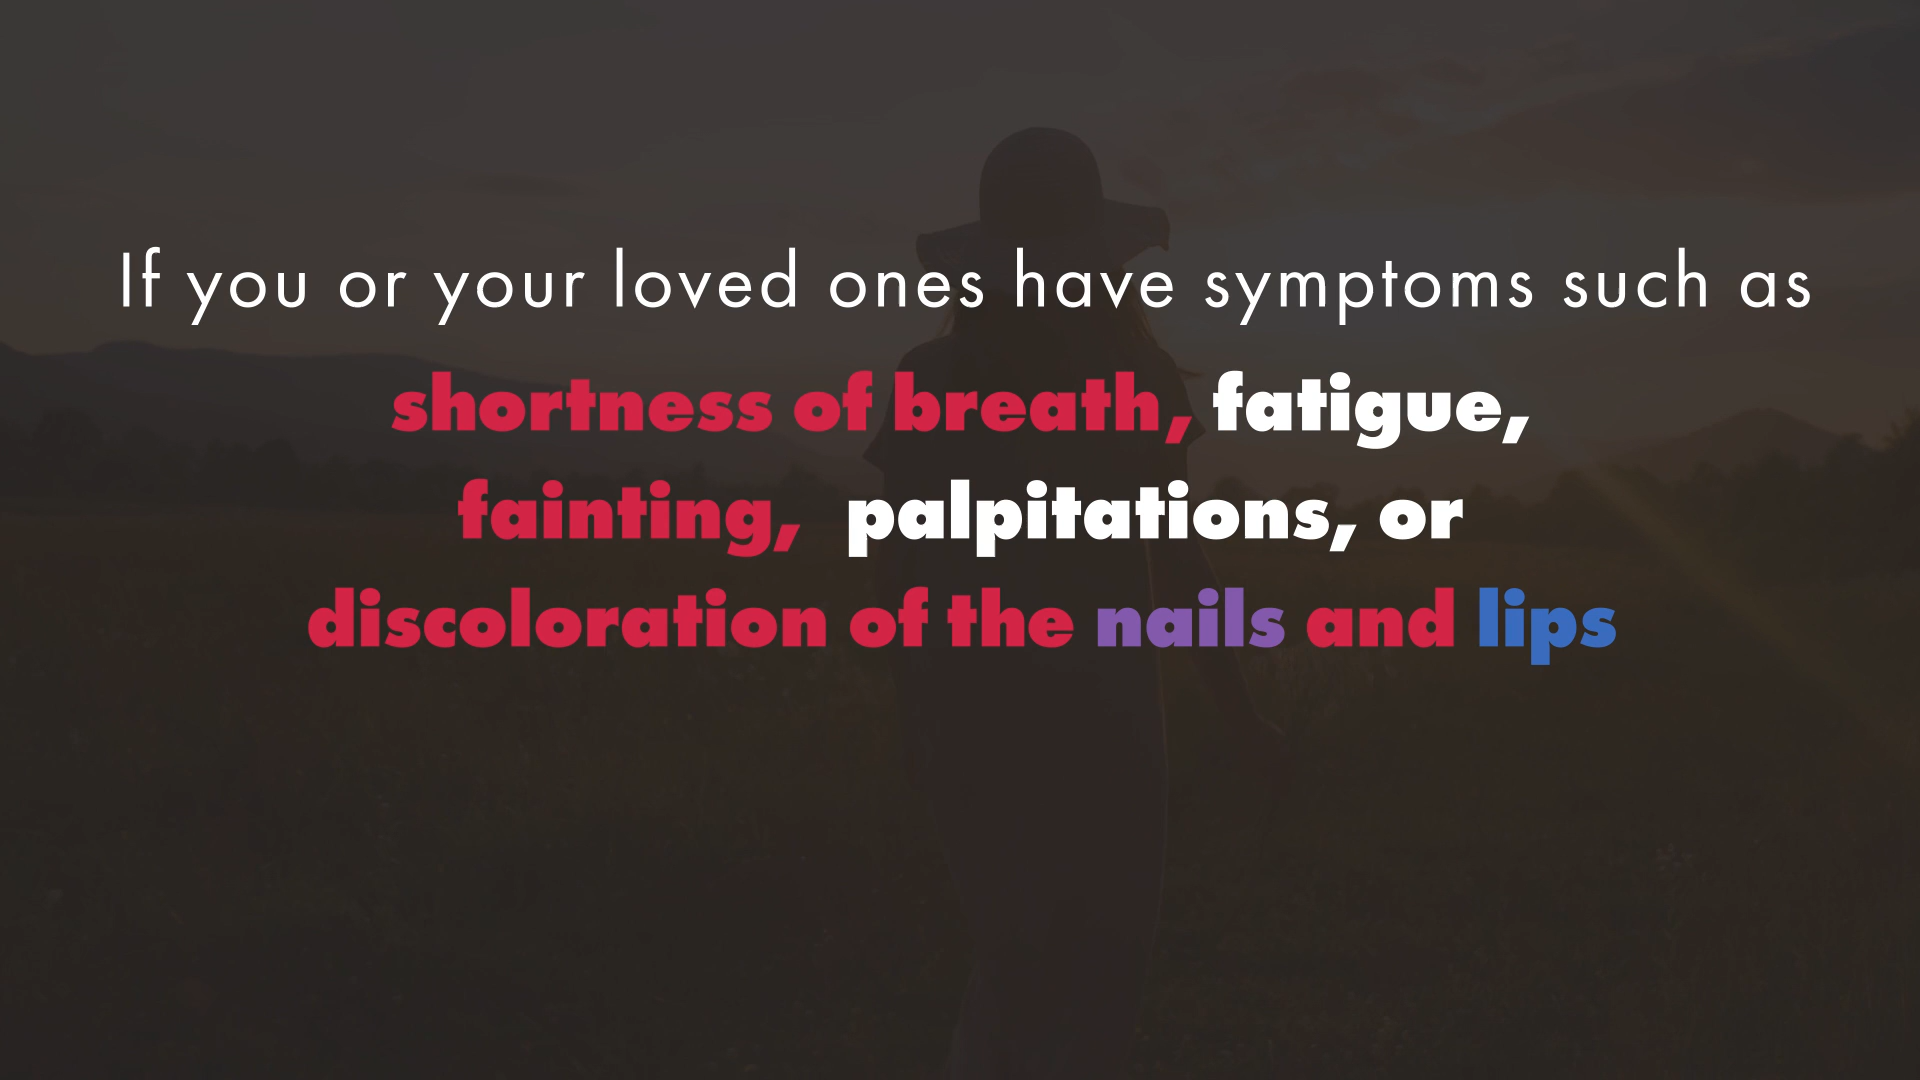 If you or your loved ones have symptoms such as
shortness of breath, fatigue,
fainting, palpitations, or
discoloration of the nails and lips